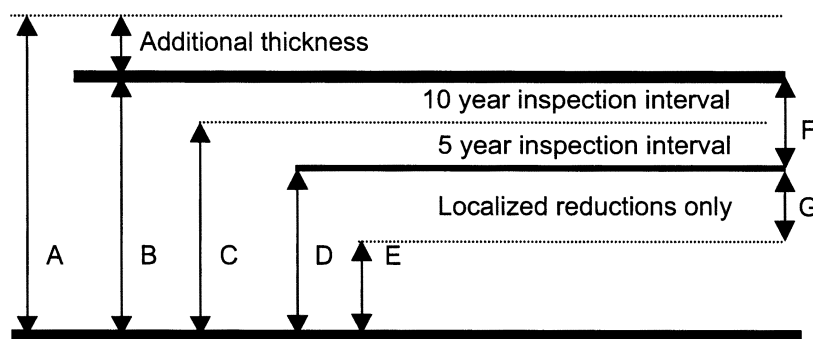 Additional thickness
10 year inspection interval
F
5 year inspection interval
Localized reductions only
G
A
B
C
D
E